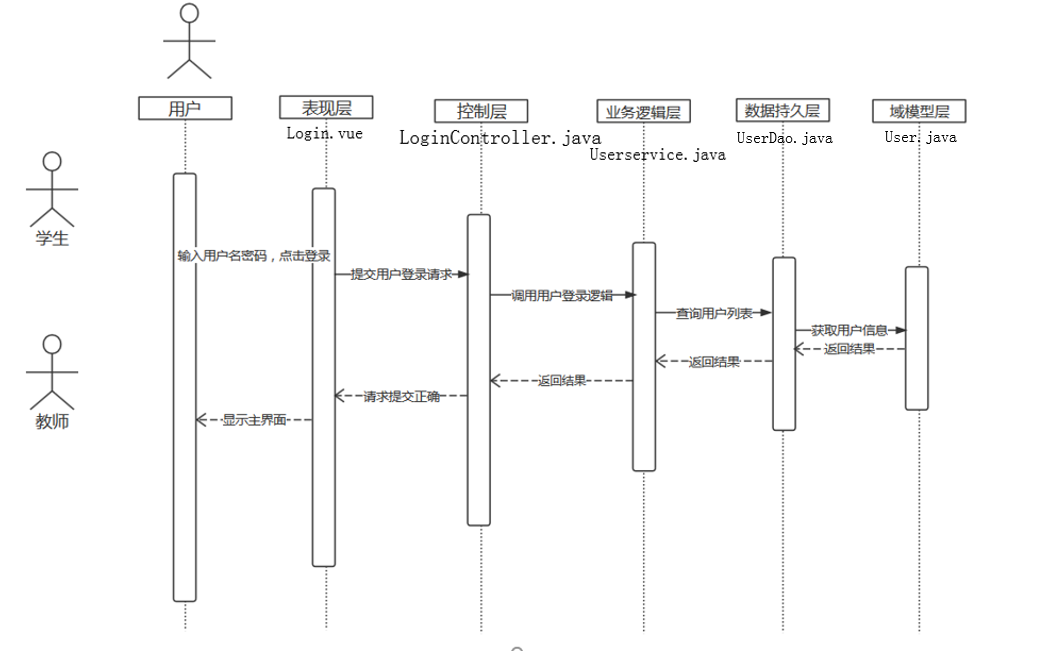 用户
表现层
控制层
业务逻辑层
数据持久层
域模型层
Login.vue
LoginController.java
Userservice.java
UserDao.java
User.java
学生
输入用户名密码，点击登录
提交用户登录请求
调用用户登录逻辑
查询用户列表
获取用户信息
返回结果
返回结果
返回结果
请求提交正确
显示主界面
教师